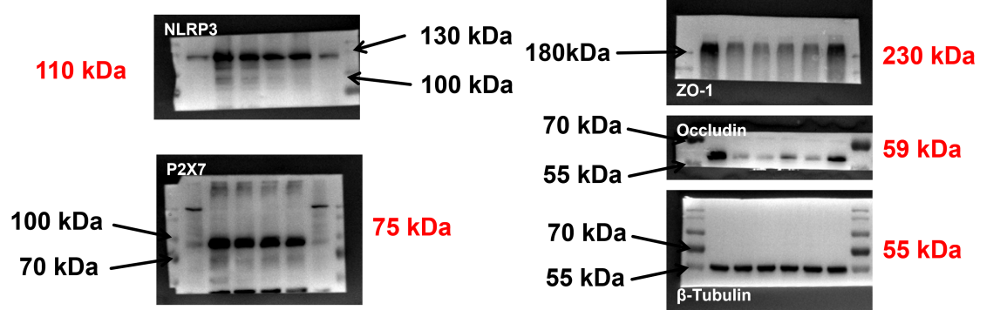 NLRP3
130 kDa
110 kDa
100 kDa
P2X7
100 kDa
75 kDa
70 kDa
180kDa
230 kDa
ZO-1
70 kDa
Occludin
59 kDa
55 kDa
70 kDa
55 kDa
55 kDa
β-Tubulin